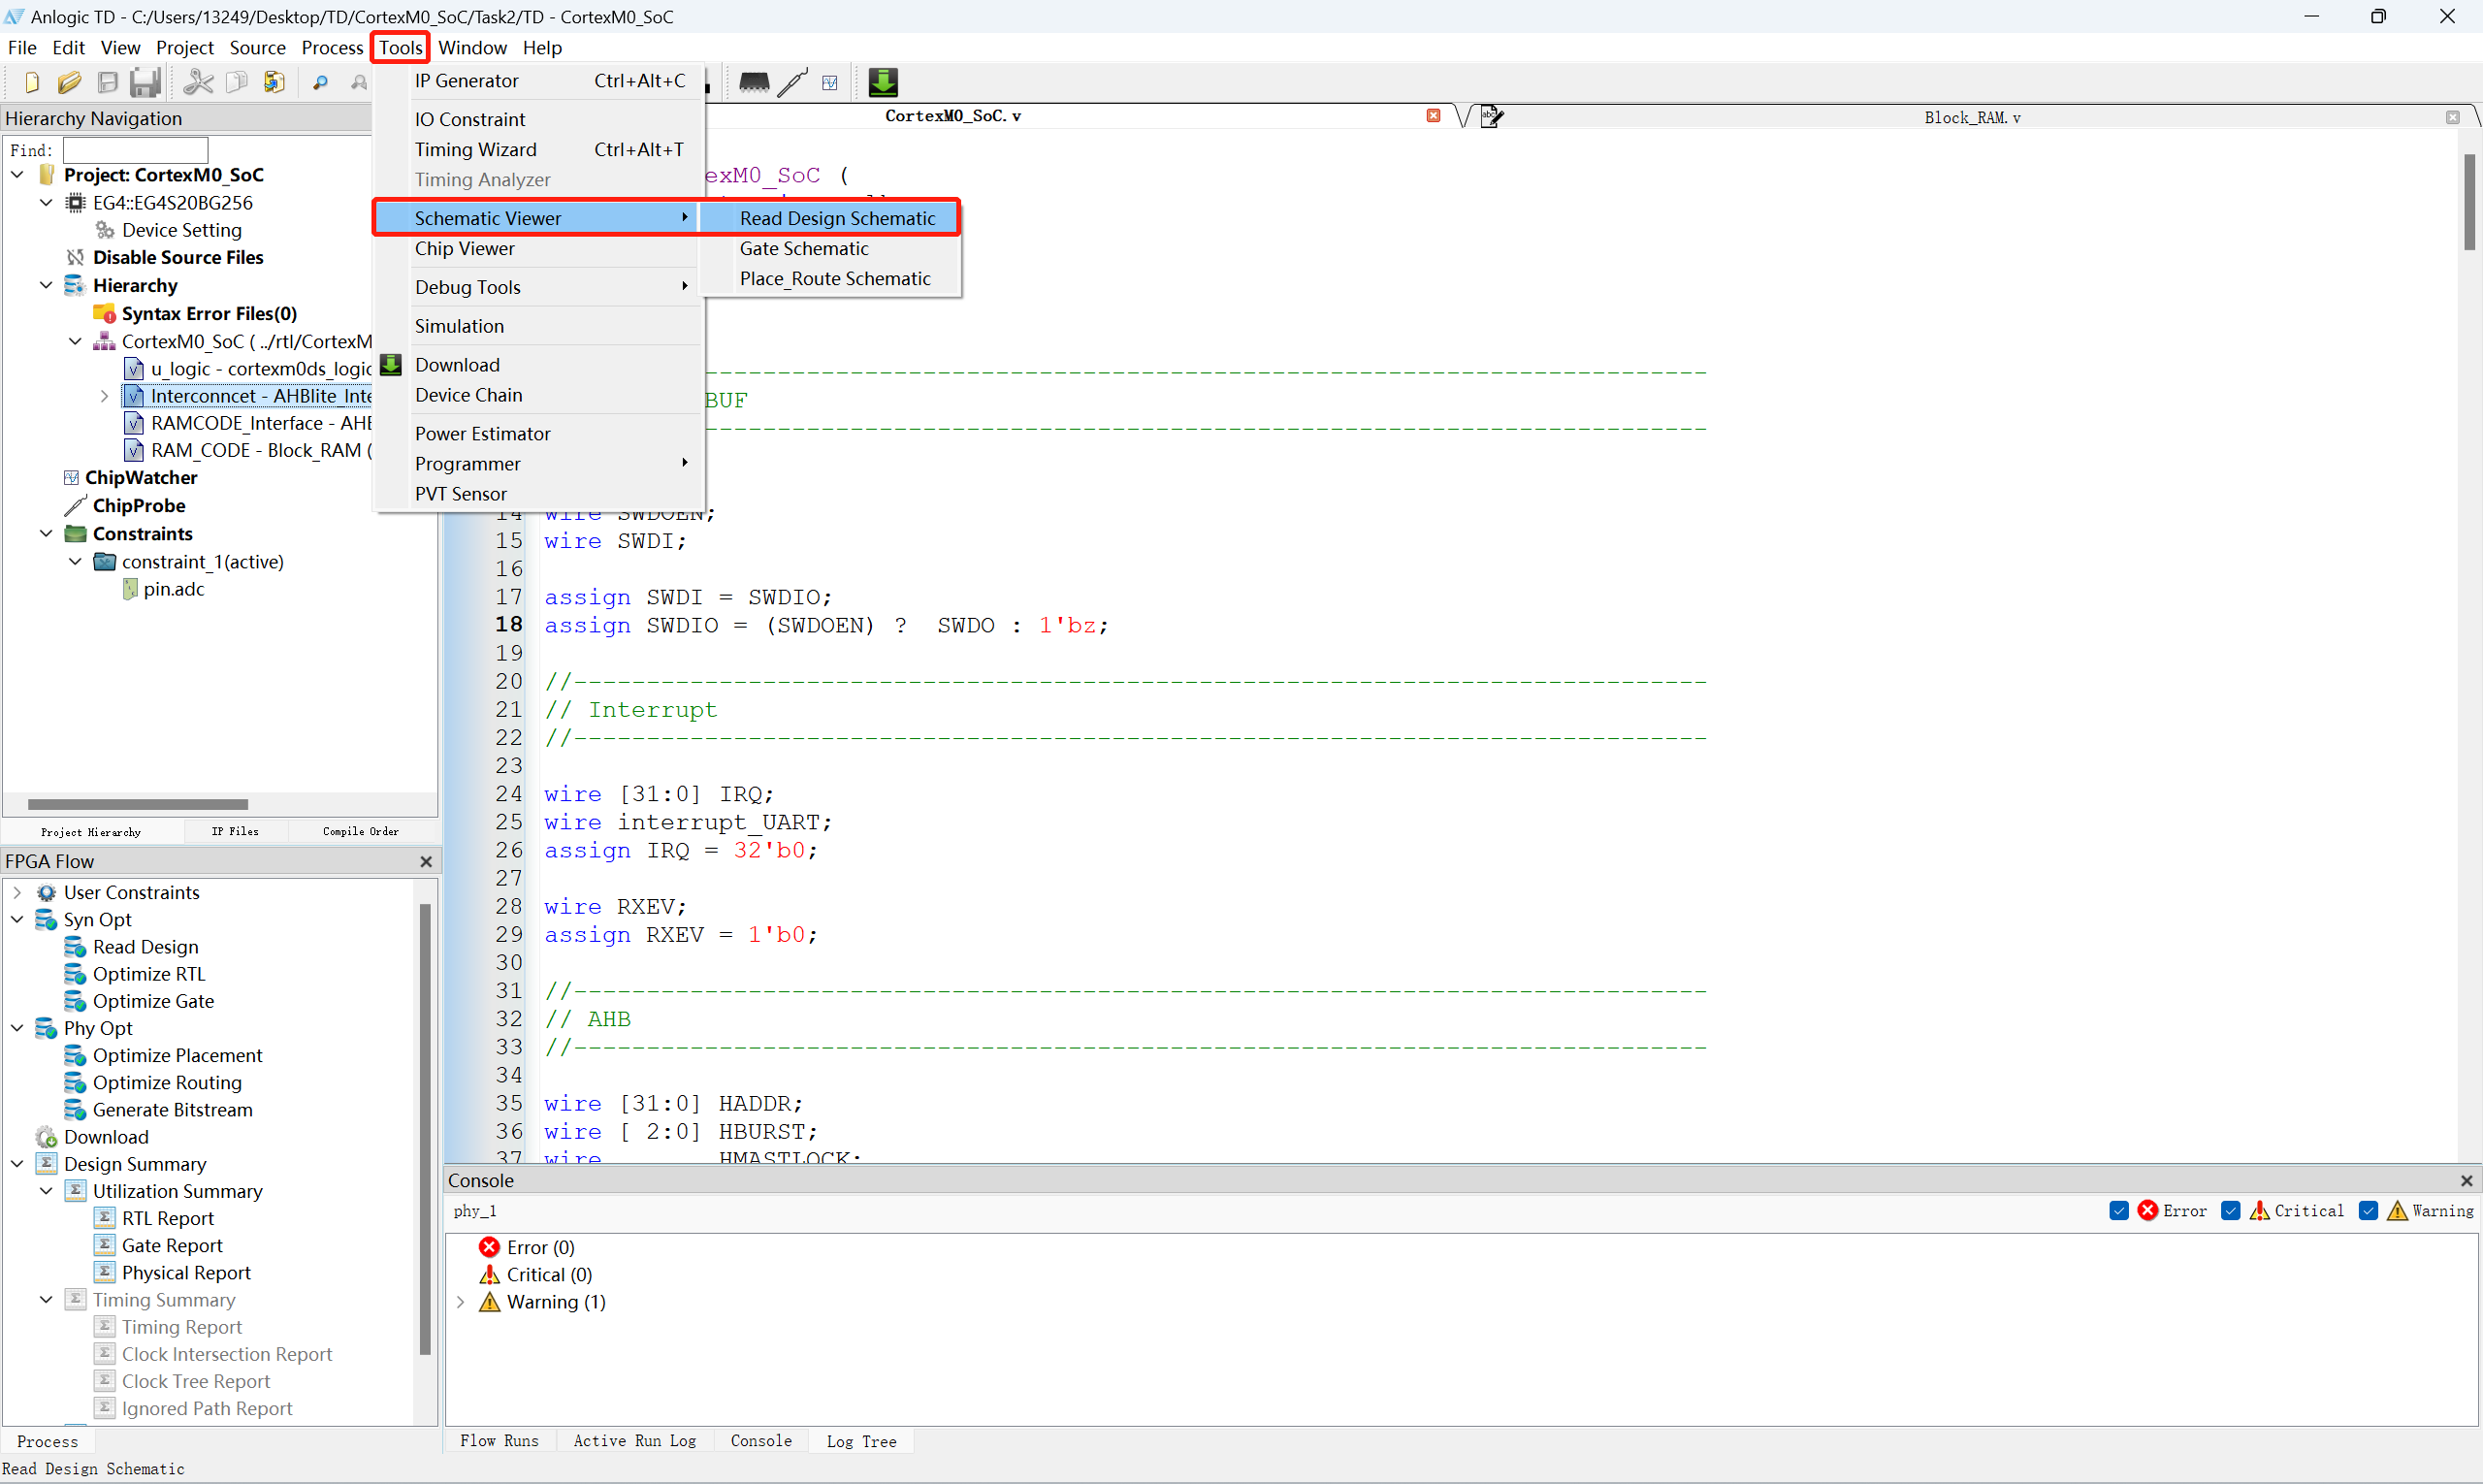 Anlogic TD - C:/Users/13249/Desktop/TD/CortexM0_SoC/Task2/TD - CortexM0_SoC
File Edit View Project Source Process Tools Window Help
Hierarchy Navigation
Find:
Project: CortexM0_SoC
EG4::EG4S20BG256
Device Setting
Disable Source Files
Hierarchy
Syntax Error Files(0)
CortexM0_SoC ( ../rtl/CortexM
u_logic - cortexm0ds_logic
Interconncet - AHBlite_Inte
RAMCODE_Interface - AHB
RAM_CODE - Block_RAM (
ChipWatcher
ChipProbe
Constraints
constraint_1(active)
pin.adc
Project Hierarchy IP Files Compile Order
IP Generator Ctrl+Alt+C
IO Constraint
Timing Wizard Ctrl+Alt+T
Timing Analyzer
Schematic Viewer
Chip Viewer
Debug Tools
Simulation
Download
Device Chain
Power Estimator
Programmer
PVT Sensor
Read Design Schematic
Gate Schematic
Place_Route Schematic
CortexM0_SoC.v
Block_RAM.v
exM0_SoC (
--------------------------------------------------------------------
BUF
--------------------------------------------------------------------
14 wire SWDOEN;
15 wire SWDI;
16
17 assign SWDI = SWDIO;
18 assign SWDIO = (SWDOEN) ?  SWDO : 1'bz;
19
20 //------------------------------------------------------------------------------
21 // Interrupt
22 //------------------------------------------------------------------------------
23
24 wire [31:0] IRQ;
25 wire interrupt_UART;
26 assign IRQ = 32'b0;
27
28 wire RXEV;
29 assign RXEV = 1'b0;
30
31 //------------------------------------------------------------------------------
32 // AHB
33 //------------------------------------------------------------------------------
34
35 wire [31:0] HADDR;
36 wire [ 2:0] HBURST;
37 wire        HMASTLOCK;
FPGA Flow
User Constraints
Syn Opt
Read Design
Optimize RTL
Optimize Gate
Phy Opt
Optimize Placement
Optimize Routing
Generate Bitstream
Download
Design Summary
Utilization Summary
RTL Report
Gate Report
Physical Report
Timing Summary
Timing Report
Clock Intersection Report
Clock Tree Report
Ignored Path Report
Process
Console
phy_1
Error Critical Warning
Error (0)
Critical (0)
Warning (1)
Flow Runs Active Run Log Console Log Tree
Read Design Schematic